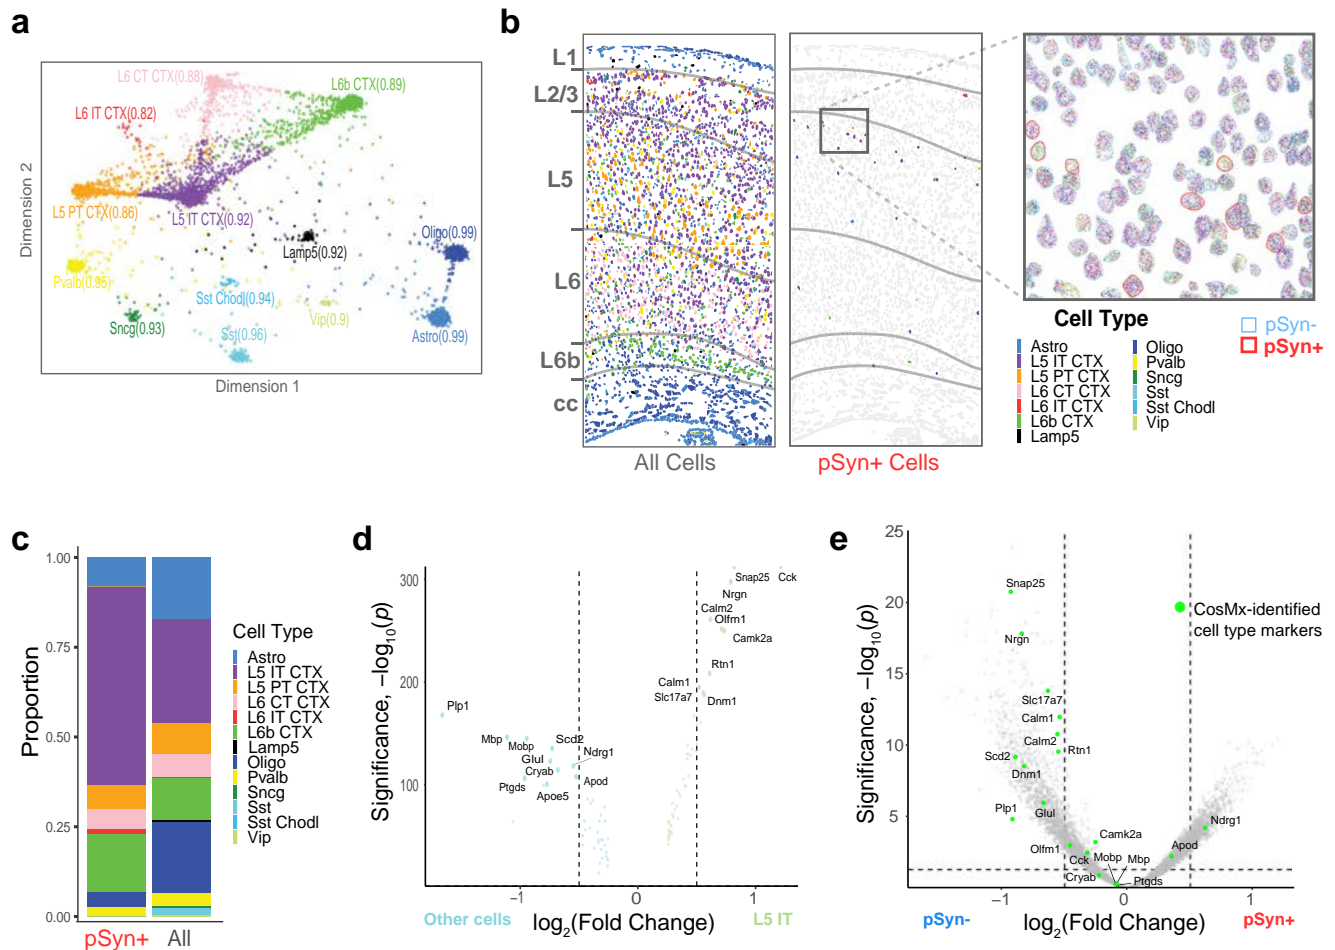 a
L6 CT CTX(0.88)
L6b CTX(0.89)
L6 IT CTX(0.82)
L5 PT CTX(0.86)
L5 IT CTX(0.92)
Lamp5(0.92)
Oligo(0.99)
Pvalb(0.95)
Sst Chodl(0.94)
Sncg(0.93)
Vip(0.9)
Sst(0.96)
Astro(0.99)
Dimension 1
Dimension 2
b
L1
L2/3
L5
L6
L6b
cc
All Cells
pSyn+ Cells
Cell Type
Astro
L5 IT CTX
L5 PT CTX
L6 CT CTX
L6 IT CTX
L6b CTX
Lamp5
Oligo
Pvalb
Sncg
Sst
Sst Chodl
Vip
pSyn-
pSyn+
c
Proportion
1.00
0.75
0.50
0.25
0.00
pSyn+
All
Cell Type
Astro
L5 IT CTX
L5 PT CTX
L6 CT CTX
L6 IT CTX
L6b CTX
Lamp5
Oligo
Pvalb
Sncg
Sst
Sst Chodl
Vip
d
Significance, −log10(p)
300
200
100
Snap25
Cck
Nrgn
Calm2
Olfm1
Camk2a
Rtn1
Calm1
Slc17a7
Dnm1
Plp1
Mbp
Mobp
Scd2
Glul
Ndrg1
Cryab
Ptgds
Apod
Apoe5
−1
0
1
Other cells
log2(Fold Change)
L5 IT
e
Significance, −log10(p)
25
20
15
10
5
Snap25
CosMx-identified
cell type markers
Nrgn
Slc17a7
Calm1
Calm2
Scd2
Rtn1
Dnm1
Plp1
Glul
Ndrg1
Camk2a
Olfm1
Apod
Cck
Mobp
Mbp
Cryab
Ptgds
−1
0
1
pSyn-
log2(Fold Change)
pSyn+